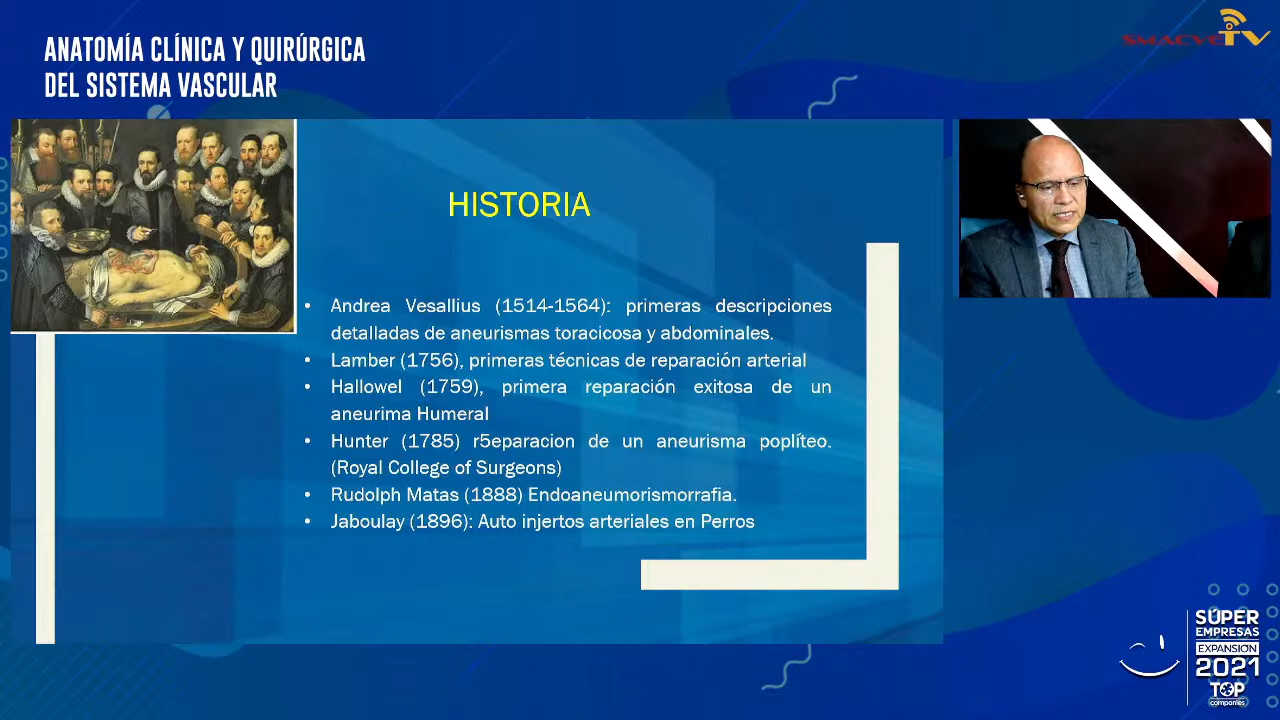 ANATOMÍA CLÍNICA Y QUIRÚRGICA
DEL SISTEMA VASCULAR
SMACVETV
HISTORIA
• Andrea Vesallius (1514-1564): primeras descripciones
detalladas de aneurismas toracicosa y abdominales.
• Lamber (1756), primeras técnicas de reparación arterial
• Hallowel (1759), primera reparación exitosa de un
aneurima Humeral
• Hunter (1785) r5eparacion de un aneurisma poplíteo.
(Royal College of Surgeons)
• Rudolph Matas (1888) Endoaneumorismorrafia.
• Jaboulay (1896): Auto injertos arteriales en Perros
SÚPER
EMPRESAS
EXPANSIÓN
2021
TOP
companies